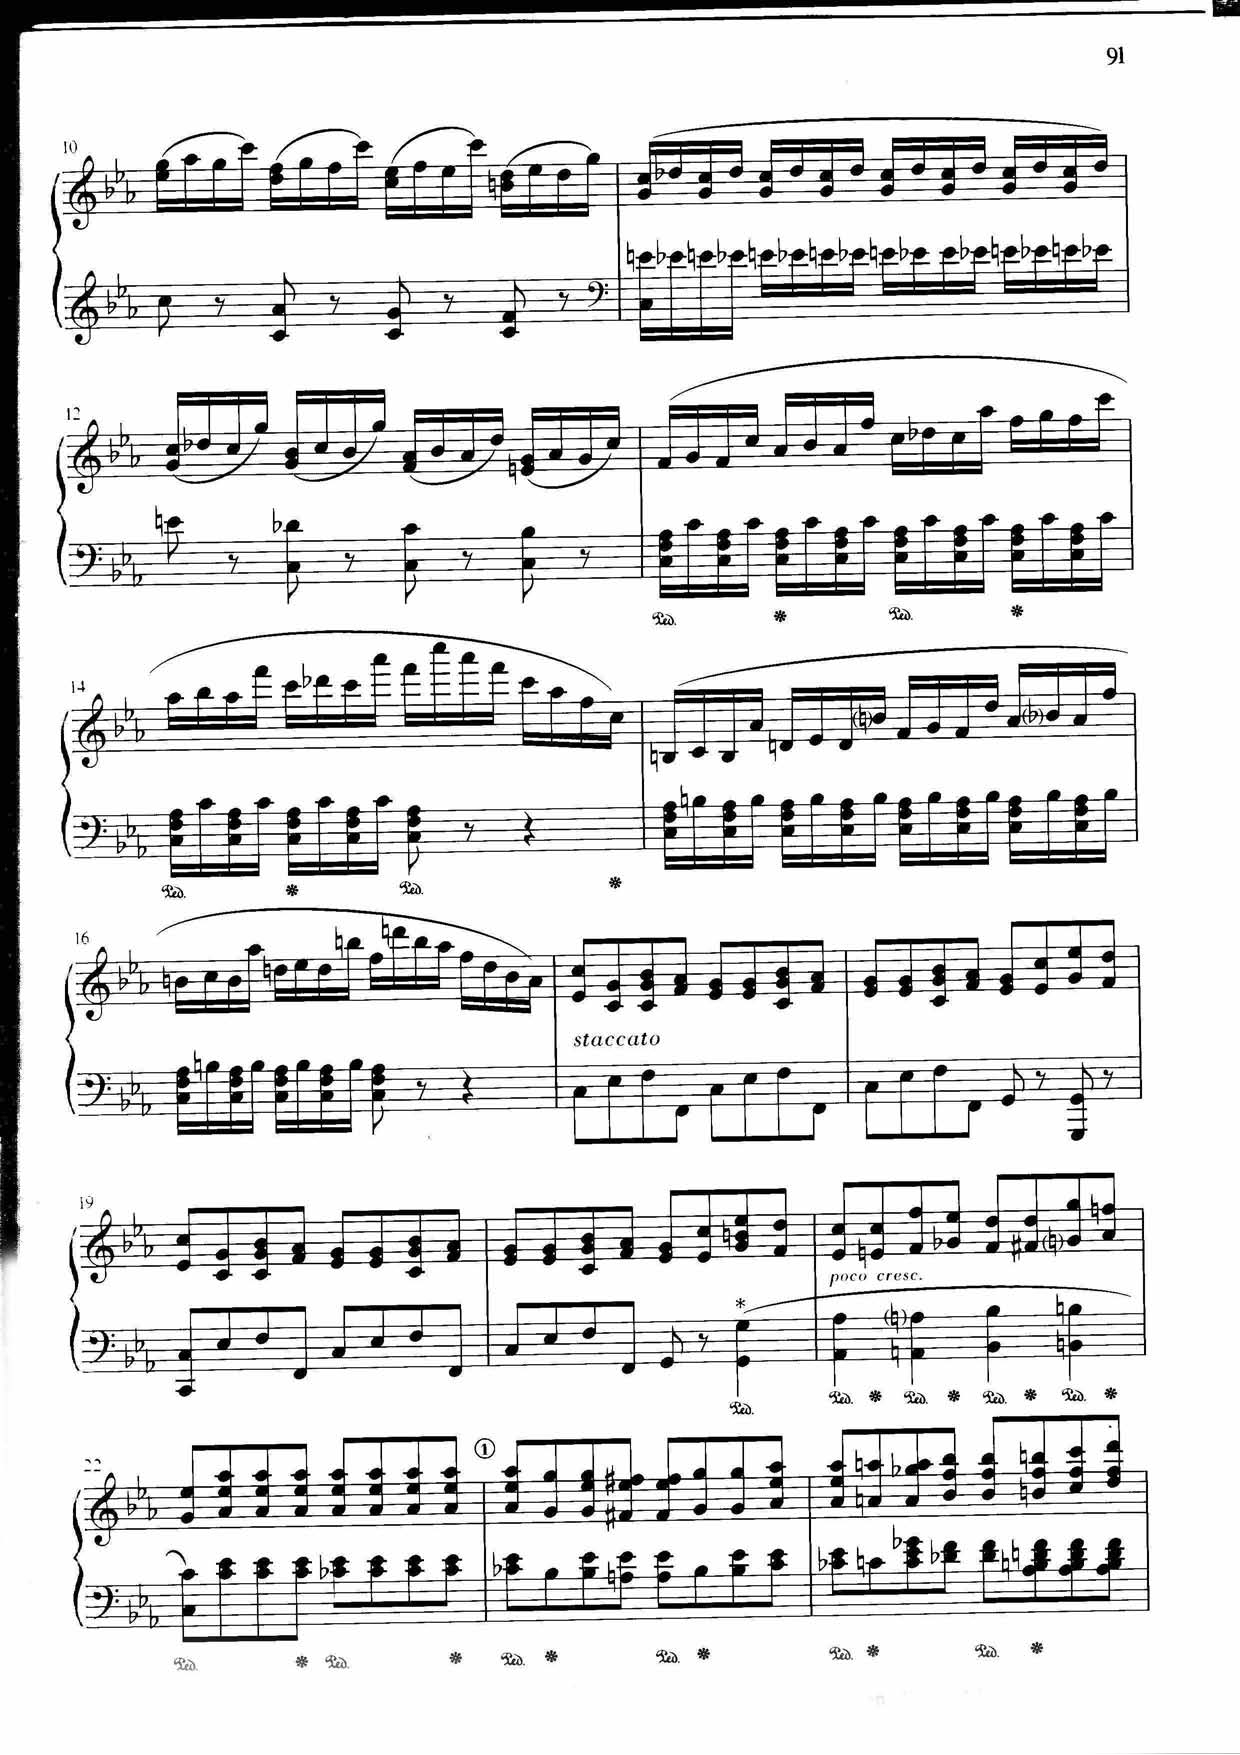 91
10
12
Ped. * Ped. *
14
Ped. * Ped. *
16
staccato
19
*
poco cresc.
Ped. Ped. * Ped. * Ped. * Ped. *
22
1
Ped. * Ped. * Ped. * Ped. * Ped. * Ped. *